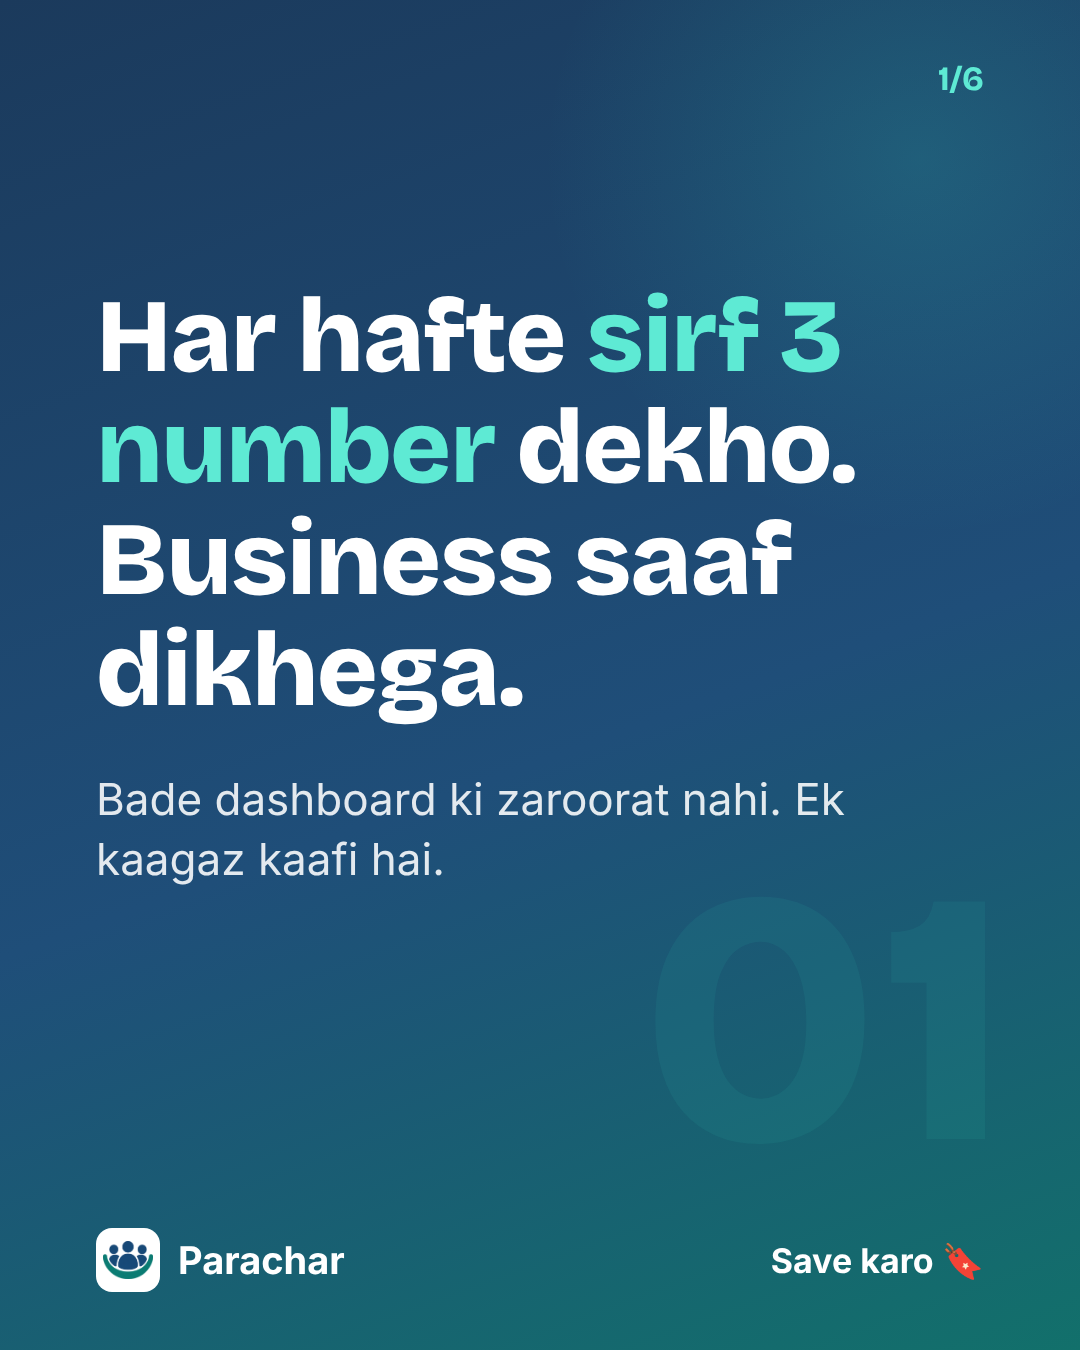 1/6
Har hafte sirf 3
number dekho.
Business saaf
dikhega.
Bade dashboard ki zaroorat nahi. Ek
kaagaz kaafi hai.
01
Parachar
Save karo 🔖